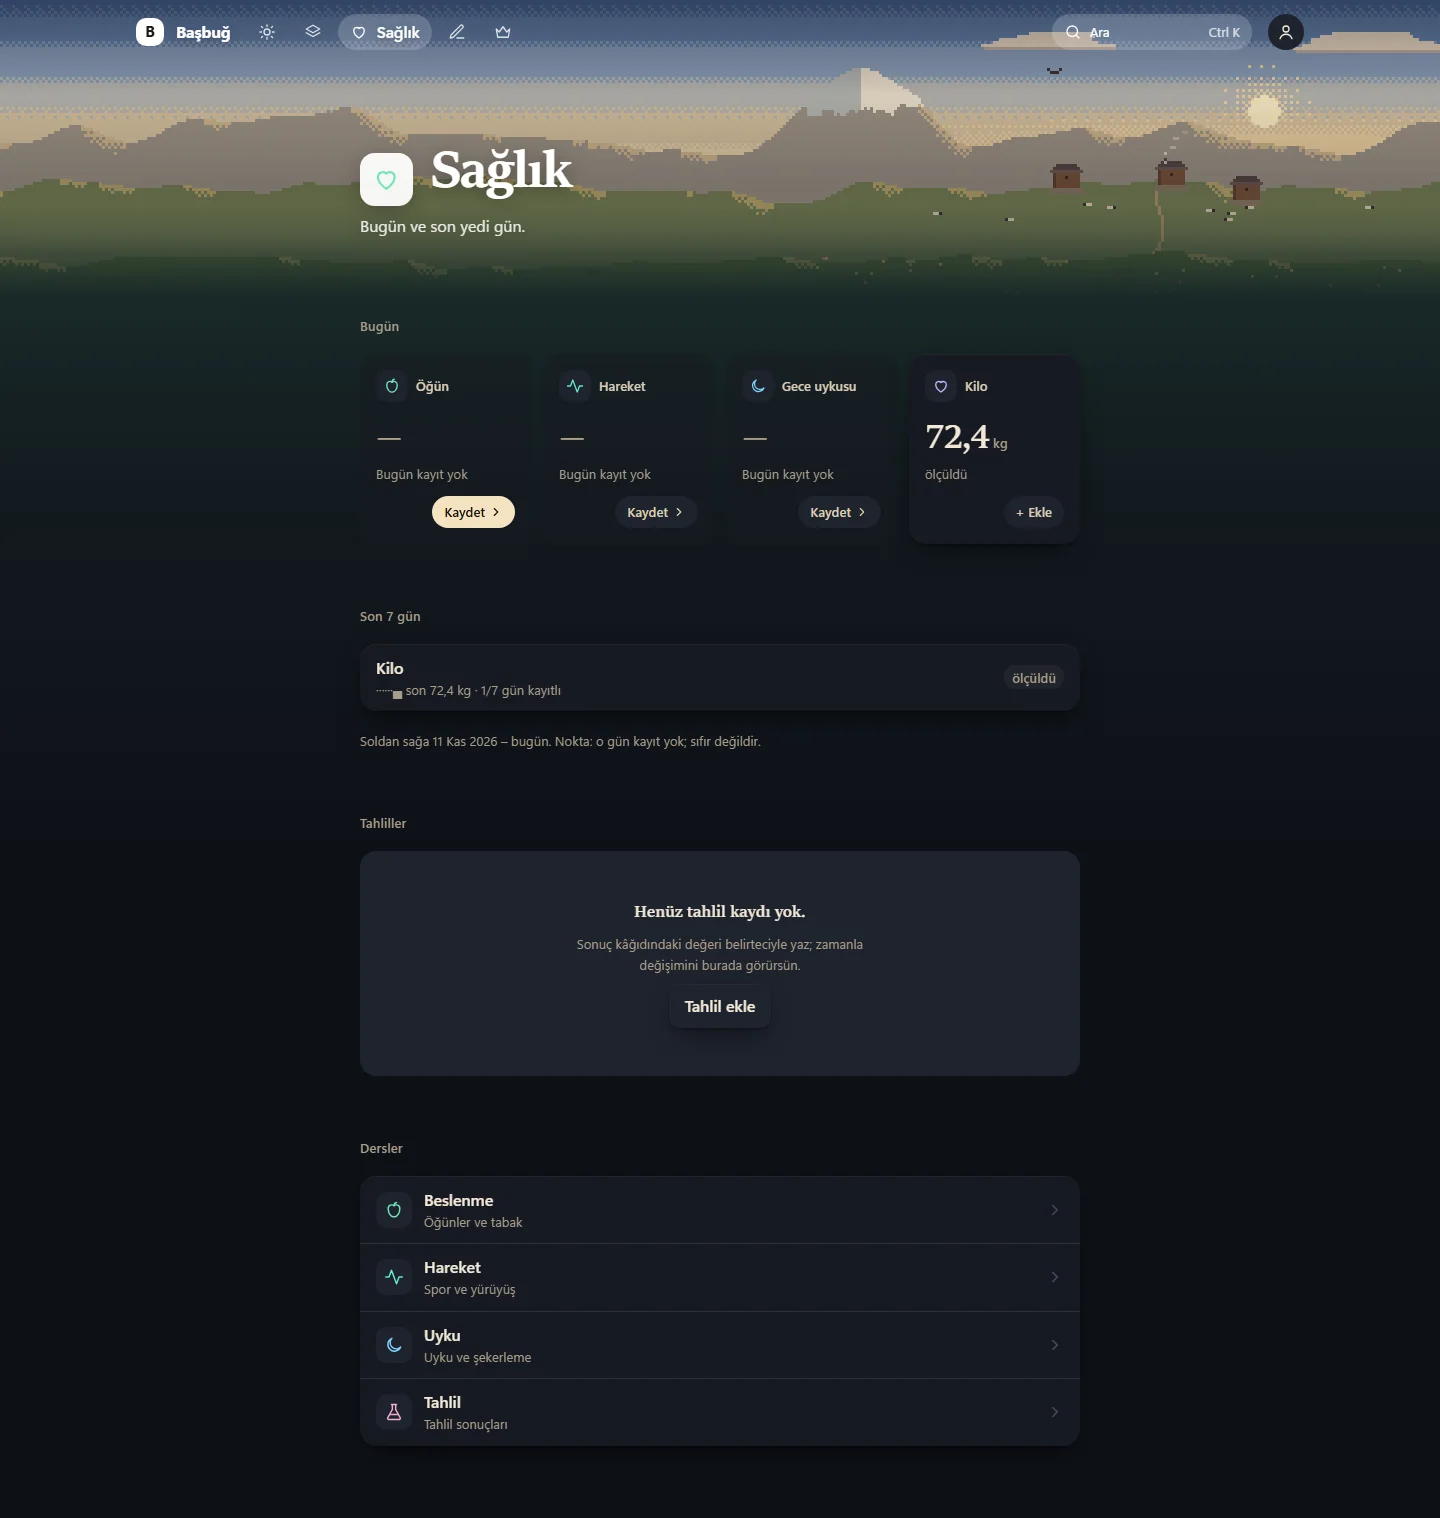 B Başbuğ Sağlık Ara Ctrl K
Sağlık
Bugün ve son yedi gün.
Bugün
Öğün
—
Bugün kayıt yok
Kaydet
Hareket
—
Bugün kayıt yok
Kaydet
Gece uykusu
—
Bugün kayıt yok
Kaydet
Kilo
72,4 kg
ölçüldü
+ Ekle
Son 7 gün
Kilo
son 72,4 kg · 1/7 gün kayıtlı
ölçüldü
Soldan sağa 11 Kas 2026 – bugün. Nokta: o gün kayıt yok; sıfır değildir.
Tahliller
Henüz tahlil kaydı yok.
Sonuç kâğıdındaki değeri belirteciyle yaz; zamanla
değişimini burada görürsün.
Tahlil ekle
Dersler
Beslenme
Öğünler ve tabak
Hareket
Spor ve yürüyüş
Uyku
Uyku ve şekerleme
Tahlil
Tahlil sonuçları